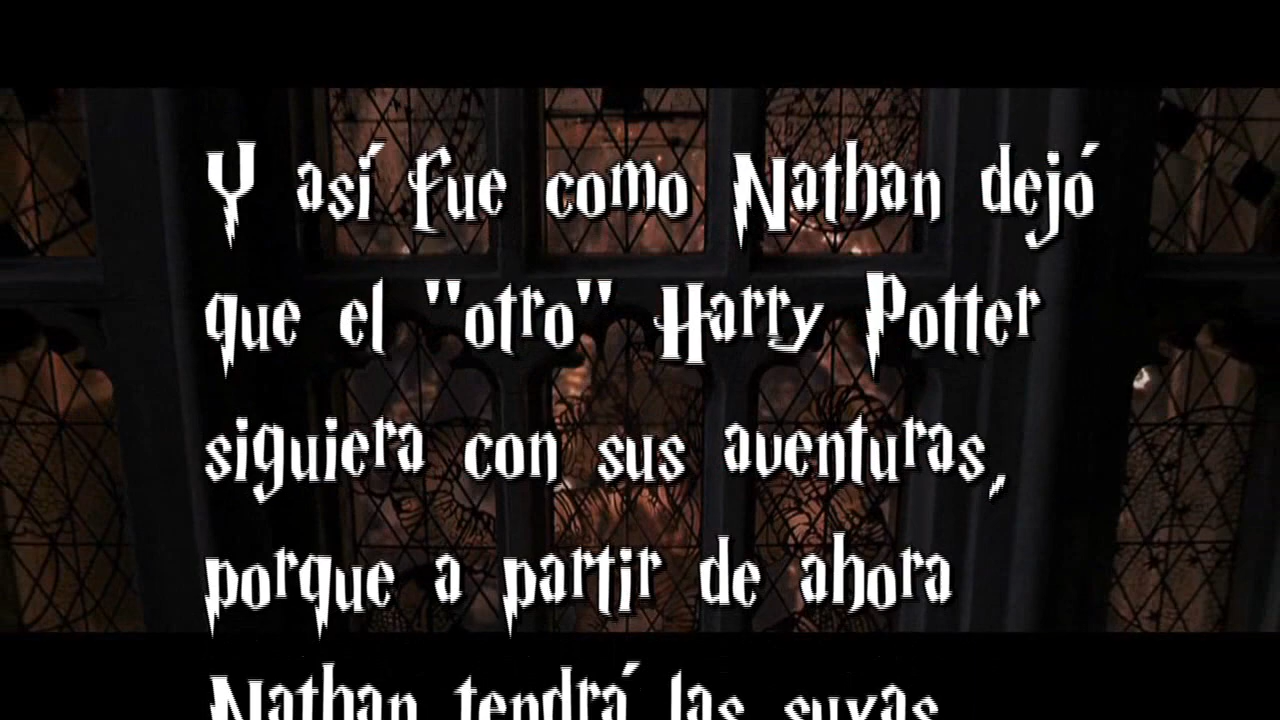 Y así fue como Nathan dejó
que el "otro" Harry Potter
siguiera con sus aventuras,
porque a partir de ahora
Nathan tendrá las suyas